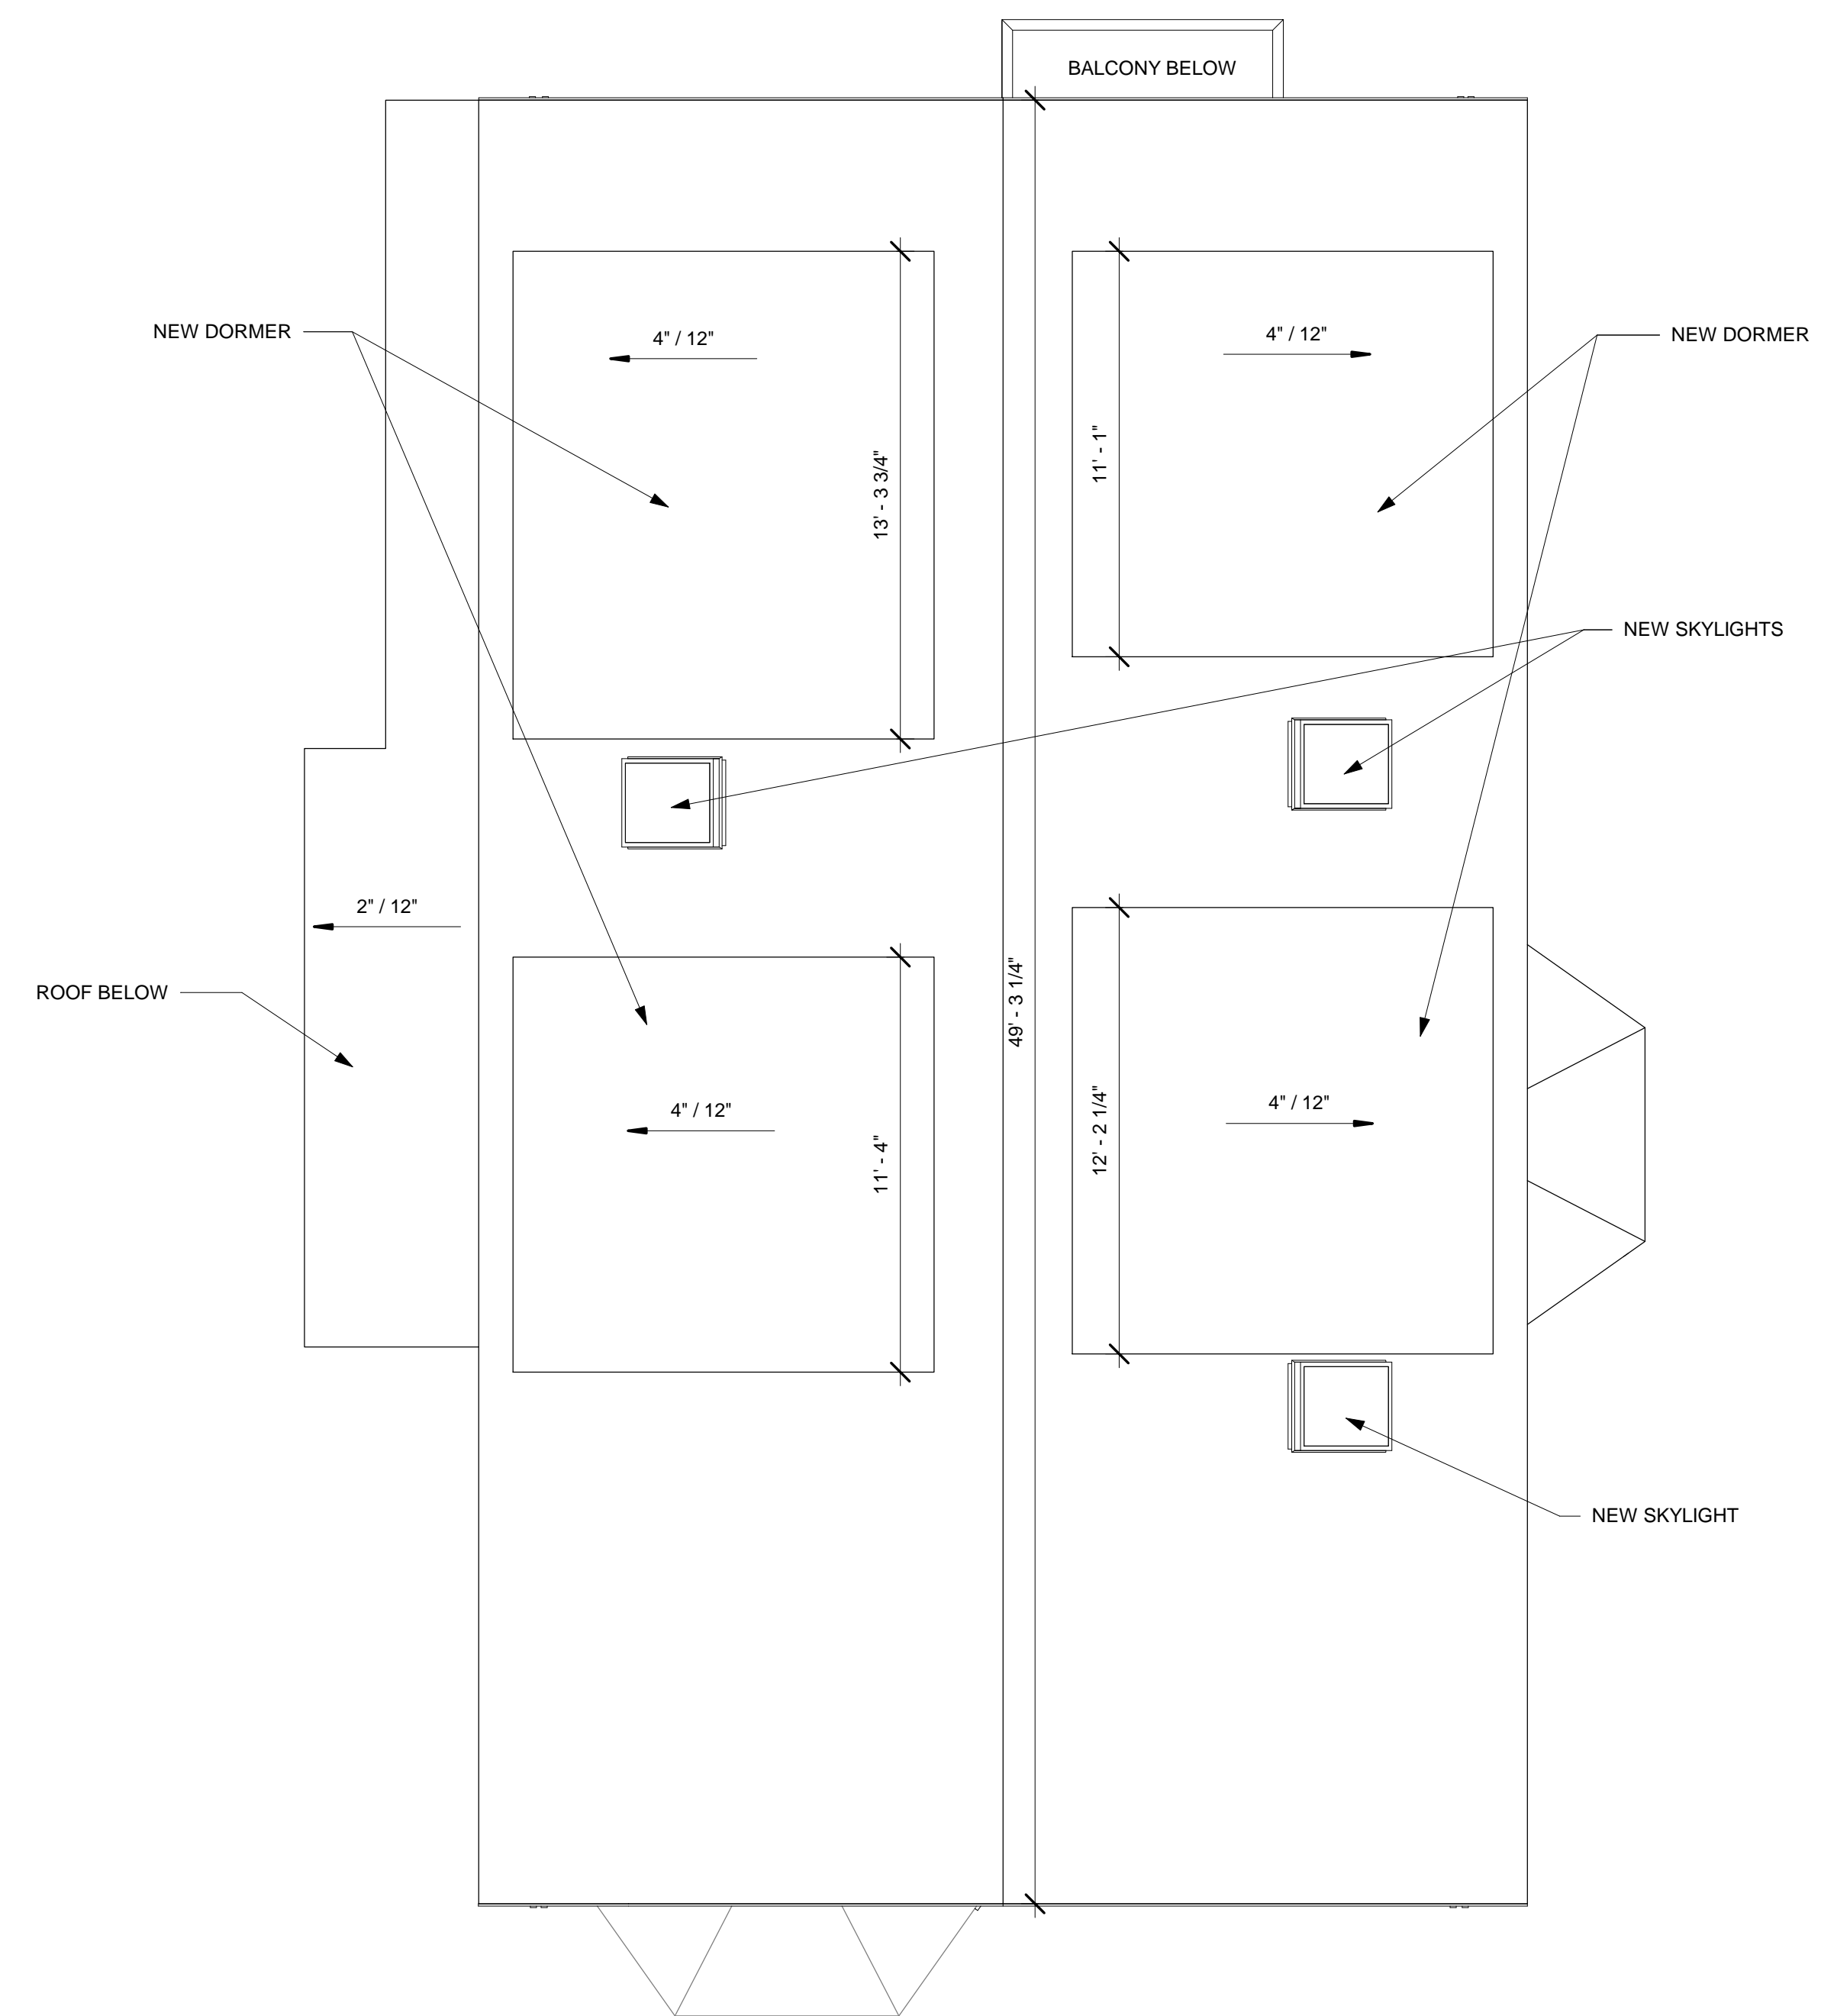 BALCONY BELOW
NEW DORMER
4" / 12"
4" / 12"
NEW DORMER
13' - 3 3/4"
11' - 1"
NEW SKYLIGHTS
2" / 12"
ROOF BELOW
49' - 3 1/4"
4" / 12"
4" / 12"
11' - 4"
12' - 2 1/4"
NEW SKYLIGHT